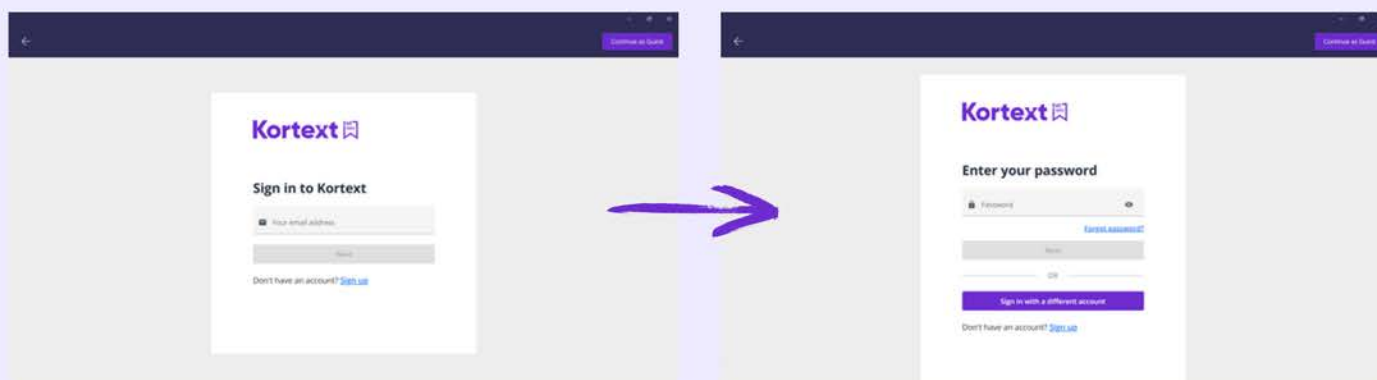 Continue as Guest
Kortext
Sign in to Kortext
Your email address
Next
Don't have an account? Sign up
Continue as Guest
Kortext
Enter your password
Password
Forgot password?
Next
OR
Sign in with a different account
Don't have an account? Sign up